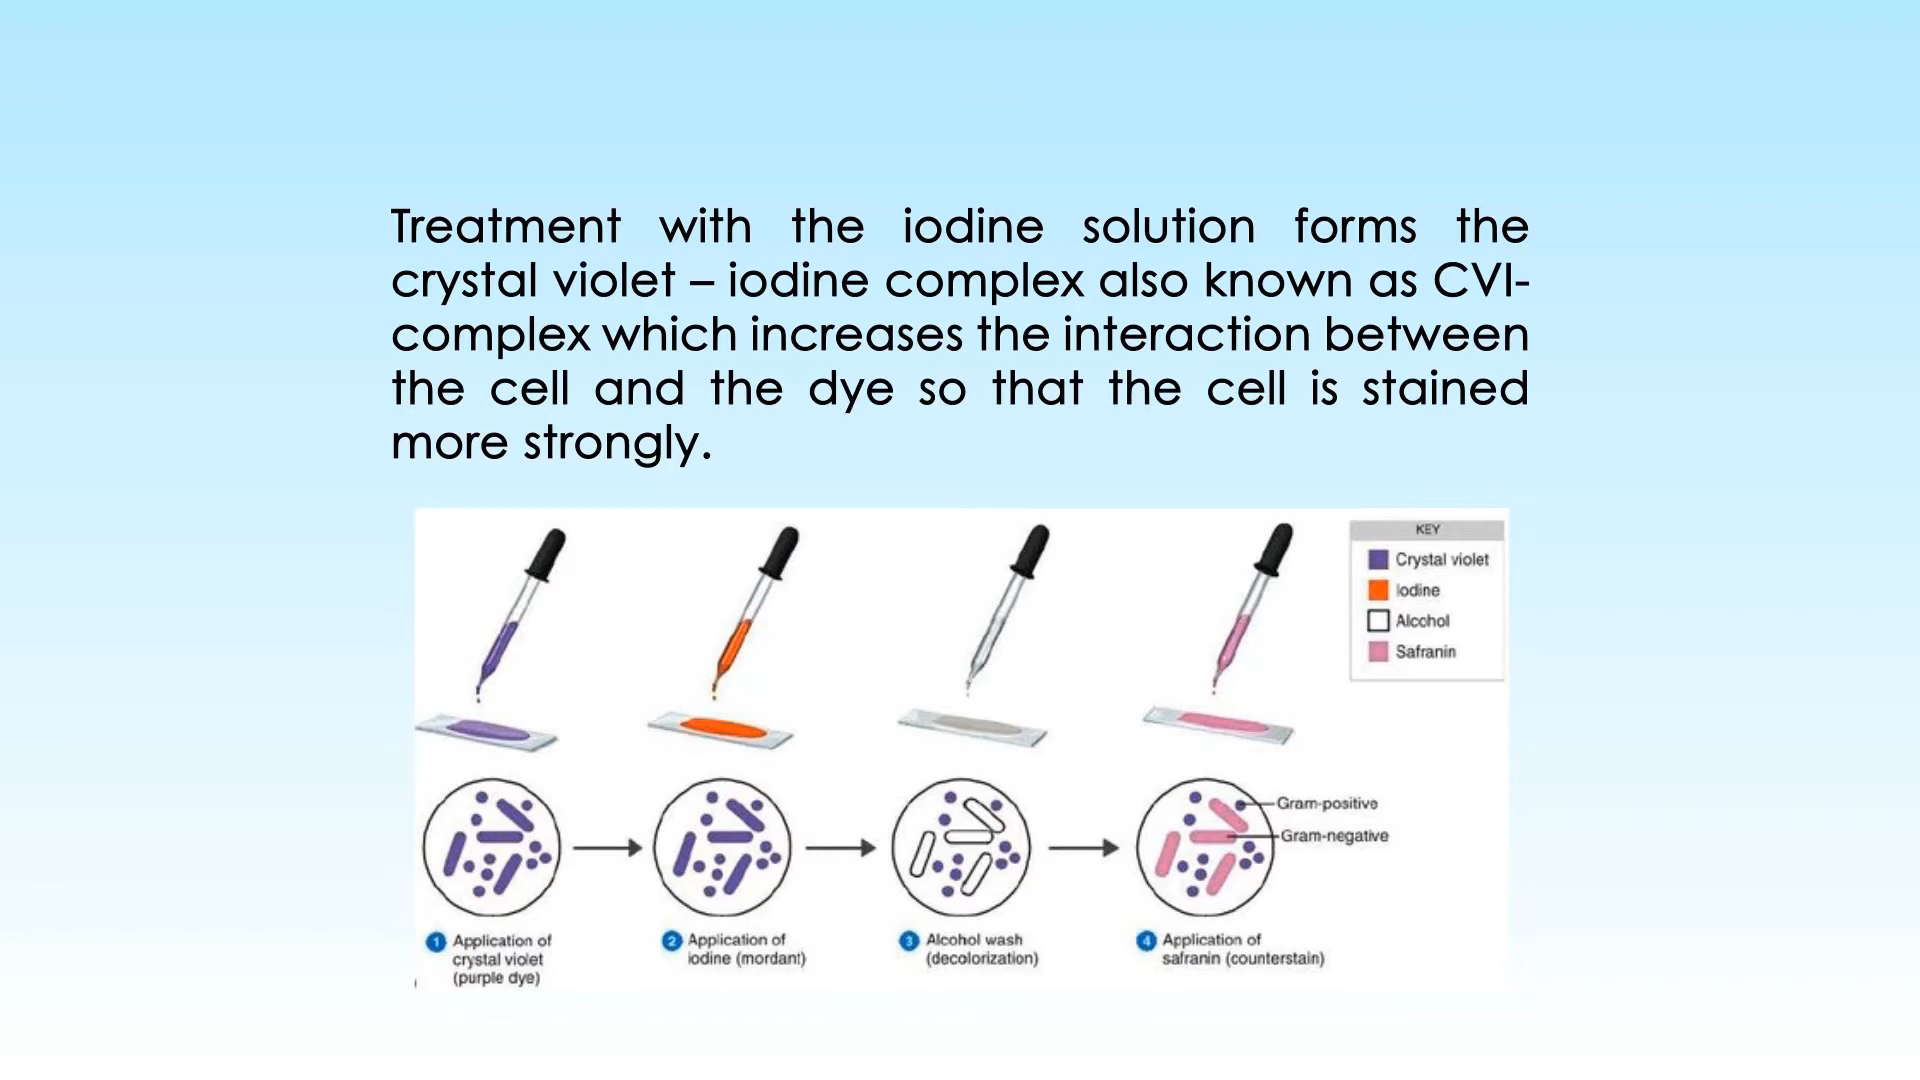 Treatment with the iodine solution forms the
crystal violet – iodine complex also known as CVI-
complex which increases the interaction between
the cell and the dye so that the cell is stained
more strongly.
KEY
Crystal violet
Iodine
Alcohol
Safranin
Gram-positive
Gram-negative
1 Application of
crystal violet
(purple dye)
2 Application of
iodine (mordant)
3 Alcohol wash
(decolorization)
4 Application of
safranin (counterstain)